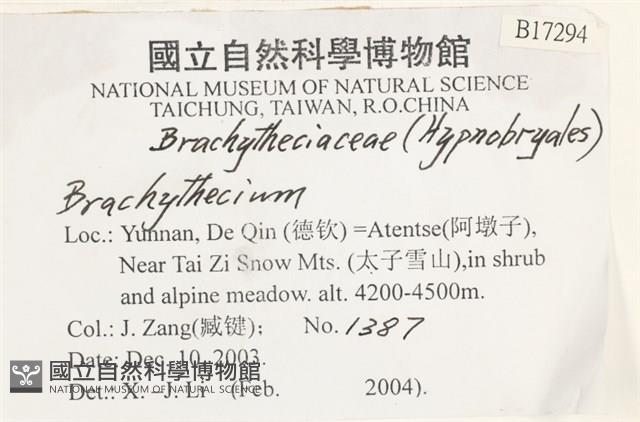 B17294
國立自然科學博物館
NATIONAL MUSEUM OF NATURAL SCIENCE
TAICHUNG, TAIWAN, R.O.CHINA
Brachytheciaceae (Hypnobryales)
Brachythecium
Loc.: Yunnan, De Qin (德钦) =Atentse(阿墩子),
Near Tai Zi Snow Mts. (太子雪山),in shrub
and alpine meadow. alt. 4200-4500m.
Col.: J. Zang(臧键); No. 1387
Date: Dec. 10, 2003.
國立自然科學博物館
NATIONAL MUSEUM OF NATURAL SCIENCE
Det.: X. - J. Li (Feb. 2004).